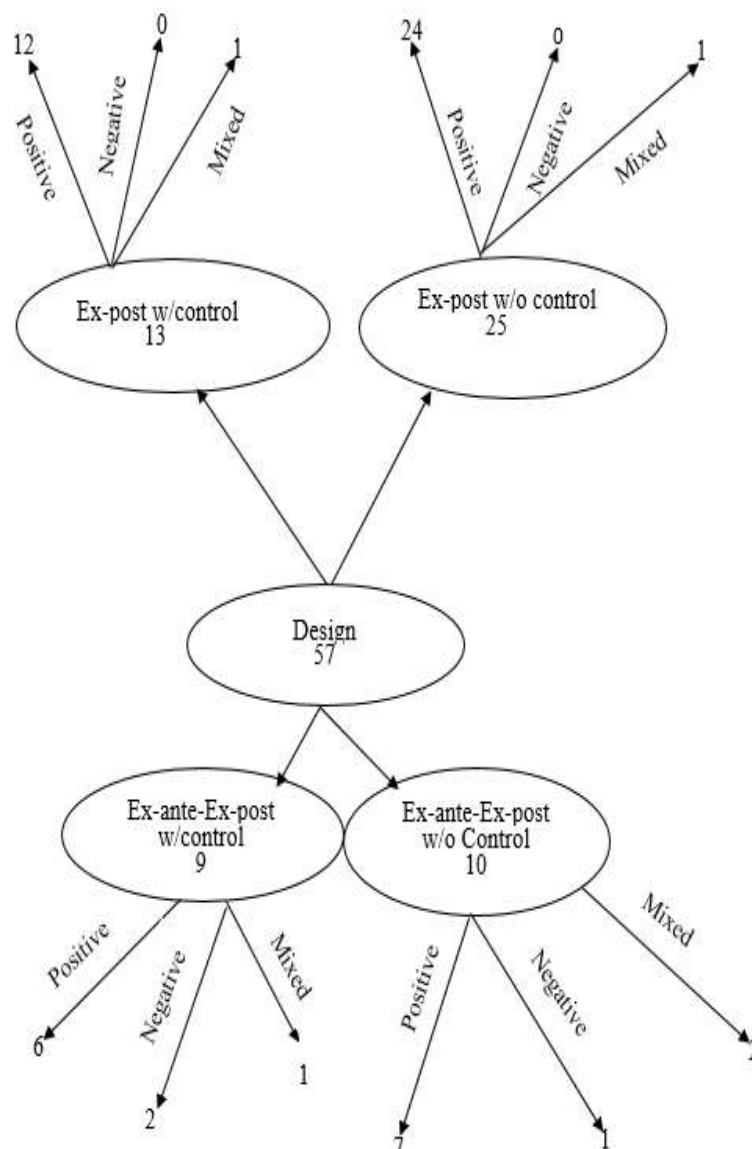 12
0
1
24
0
1
Positive
Negative
Mixed
Positive
Negative
Mixed
Ex-post w/control
13
Ex-post w/o control
25
Design
57
Ex-ante-Ex-post
w/control
9
Ex-ante-Ex-post
w/o Control
10
Positive
Negative
Mixed
Positive
Negative
Mixed
6
2
1
7
1